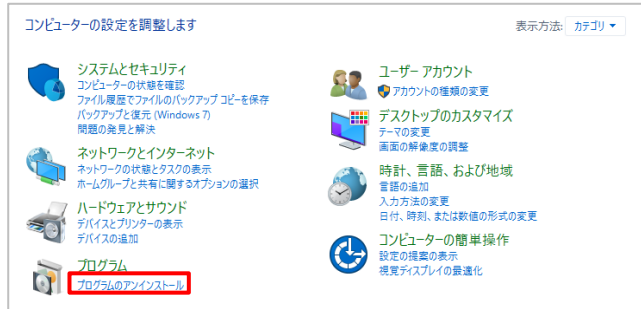 コンピューターの設定を調整します
表示方法: カテゴリ
システムとセキュリティ
コンピューターの状態を確認
ファイル履歴でファイルのバックアップ コピーを保存
バックアップと復元 (Windows 7)
問題の発見と解決
ネットワークとインターネット
ネットワークの状態とタスクの表示
ホームグループと共有に関するオプションの選択
ハードウェアとサウンド
デバイスとプリンターの表示
デバイスの追加
プログラム
プログラムのアンインストール
ユーザー アカウント
アカウントの種類の変更
デスクトップのカスタマイズ
テーマの変更
画面の解像度の調整
時計、言語、および地域
言語の追加
入力方法の変更
日付、時刻、または数値の形式の変更
コンピューターの簡単操作
設定の提案の表示
視覚ディスプレイの最適化